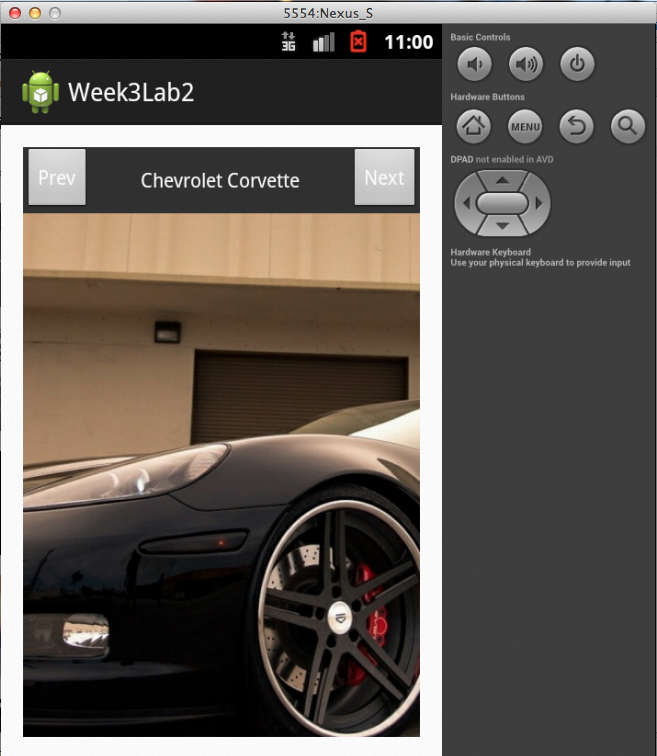 5554:Nexus_S
3G 11:00
Week3Lab2
Prev Chevrolet Corvette Next
Basic Controls
Hardware Buttons
MENU
DPAD not enabled in AVD
Hardware Keyboard
Use your physical keyboard to provide input